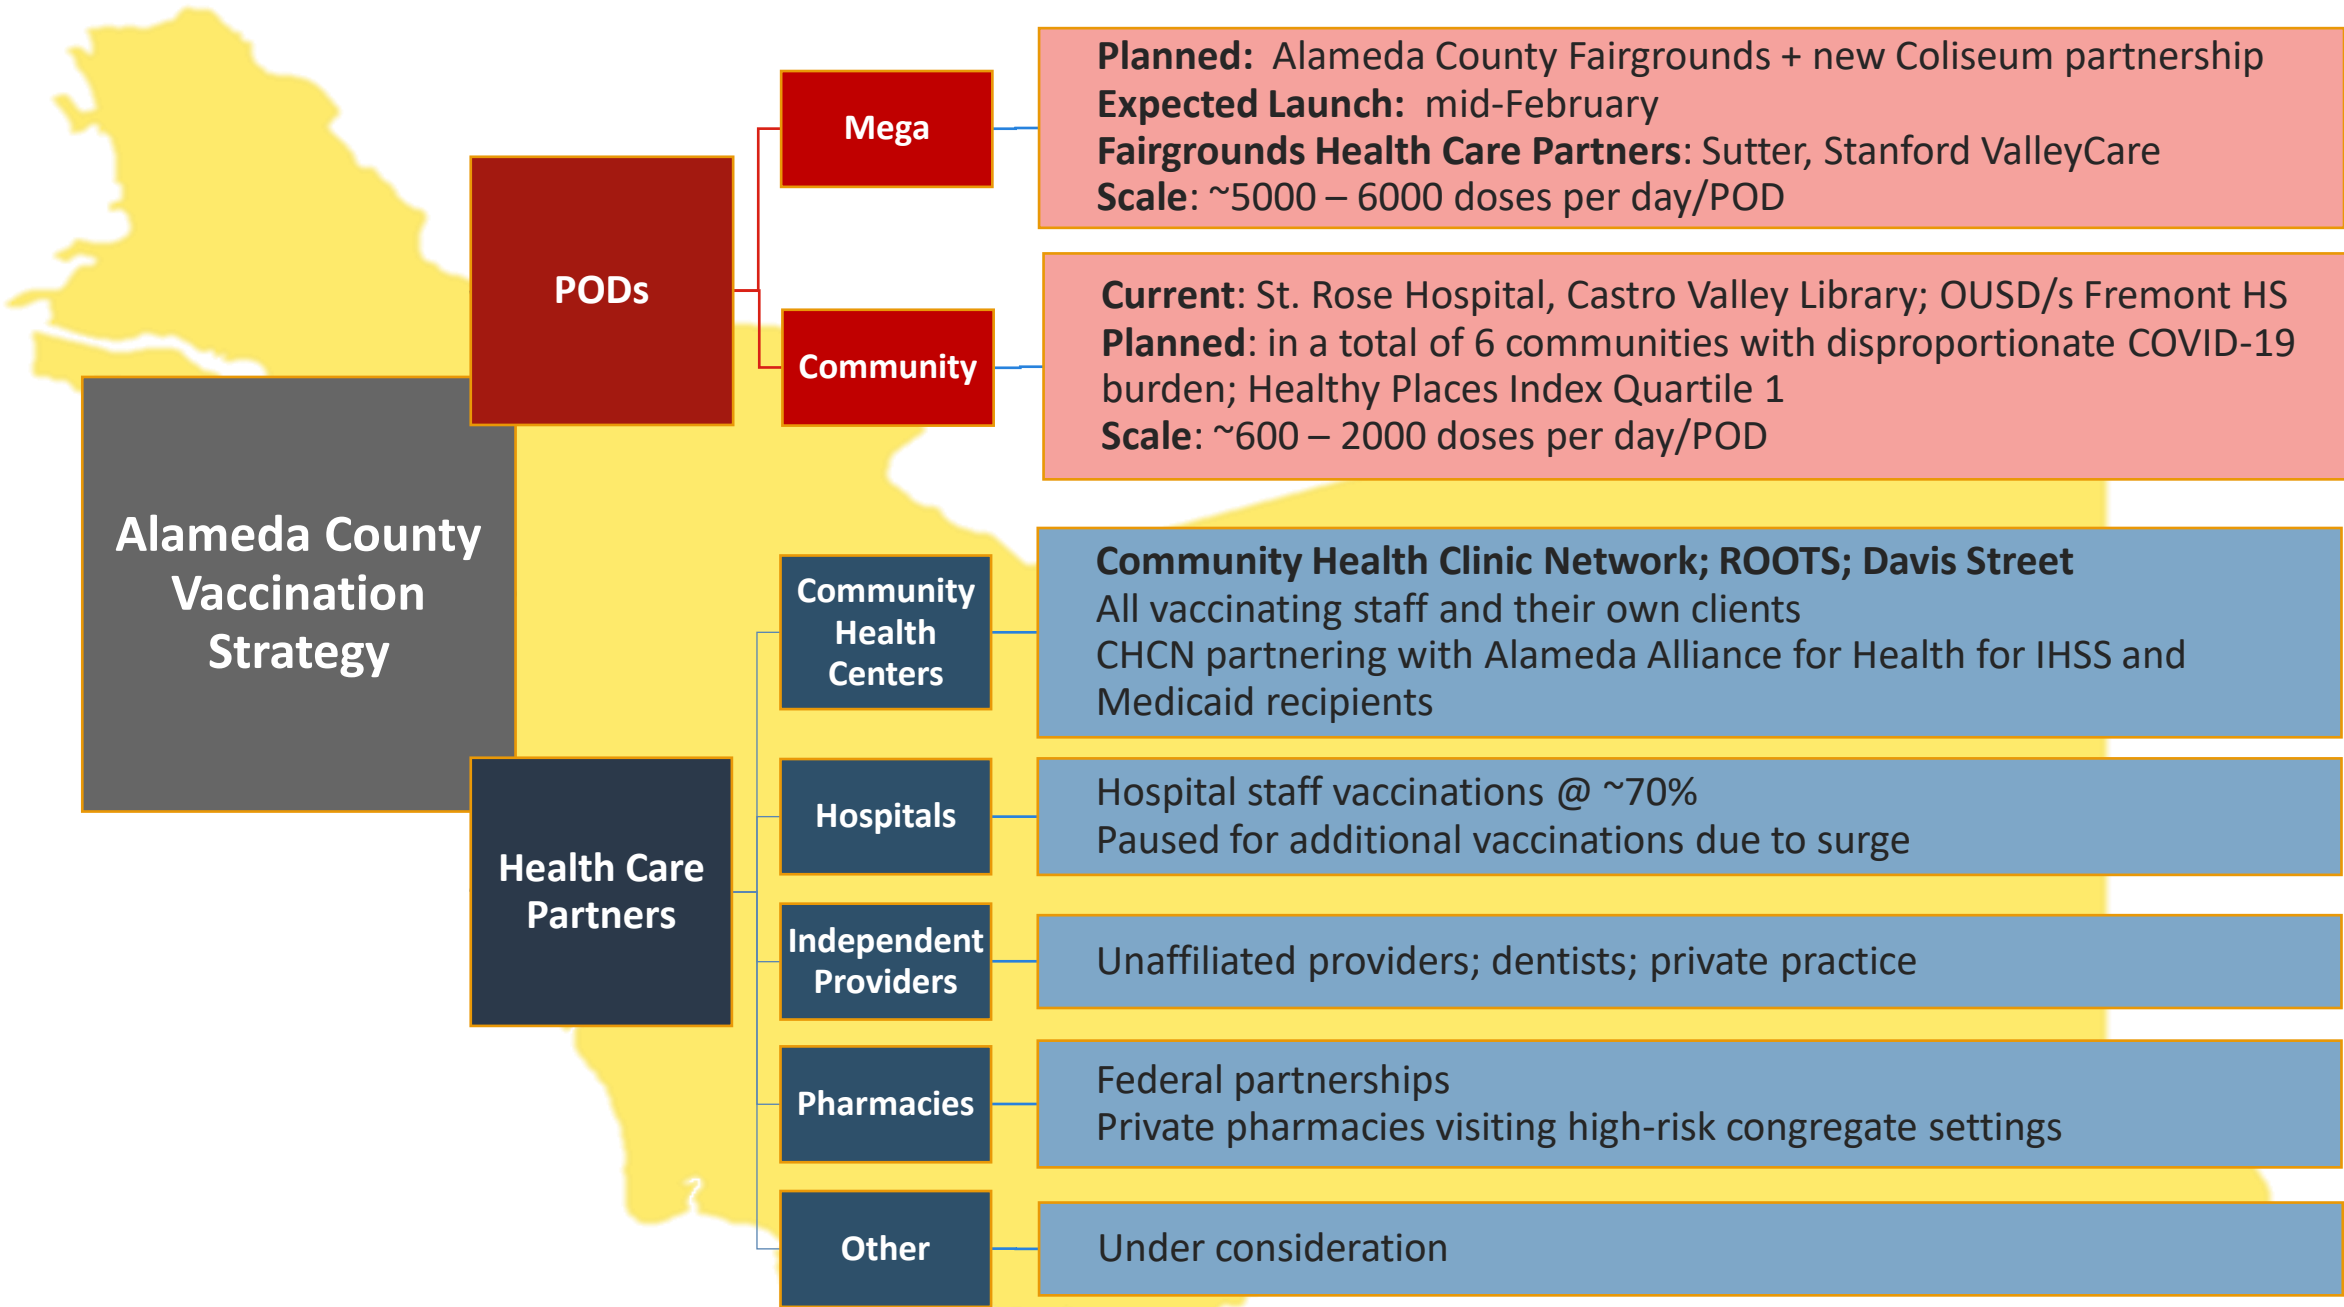 Alameda County
Vaccination
Strategy
PODs
Mega
Planned: Alameda County Fairgrounds + new Coliseum partnership
Expected Launch: mid-February
Fairgrounds Health Care Partners: Sutter, Stanford ValleyCare
Scale: ~5000 – 6000 doses per day/POD
Community
Current: St. Rose Hospital, Castro Valley Library; OUSD/s Fremont HS
Planned: in a total of 6 communities with disproportionate COVID-19
burden; Healthy Places Index Quartile 1
Scale: ~600 – 2000 doses per day/POD
Health Care
Partners
Community
Health
Centers
Community Health Clinic Network; ROOTS; Davis Street
All vaccinating staff and their own clients
CHCN partnering with Alameda Alliance for Health for IHSS and
Medicaid recipients
Hospitals
Hospital staff vaccinations @ ~70%
Paused for additional vaccinations due to surge
Independent
Providers
Unaffiliated providers; dentists; private practice
Pharmacies
Federal partnerships
Private pharmacies visiting high-risk congregate settings
Other
Under consideration